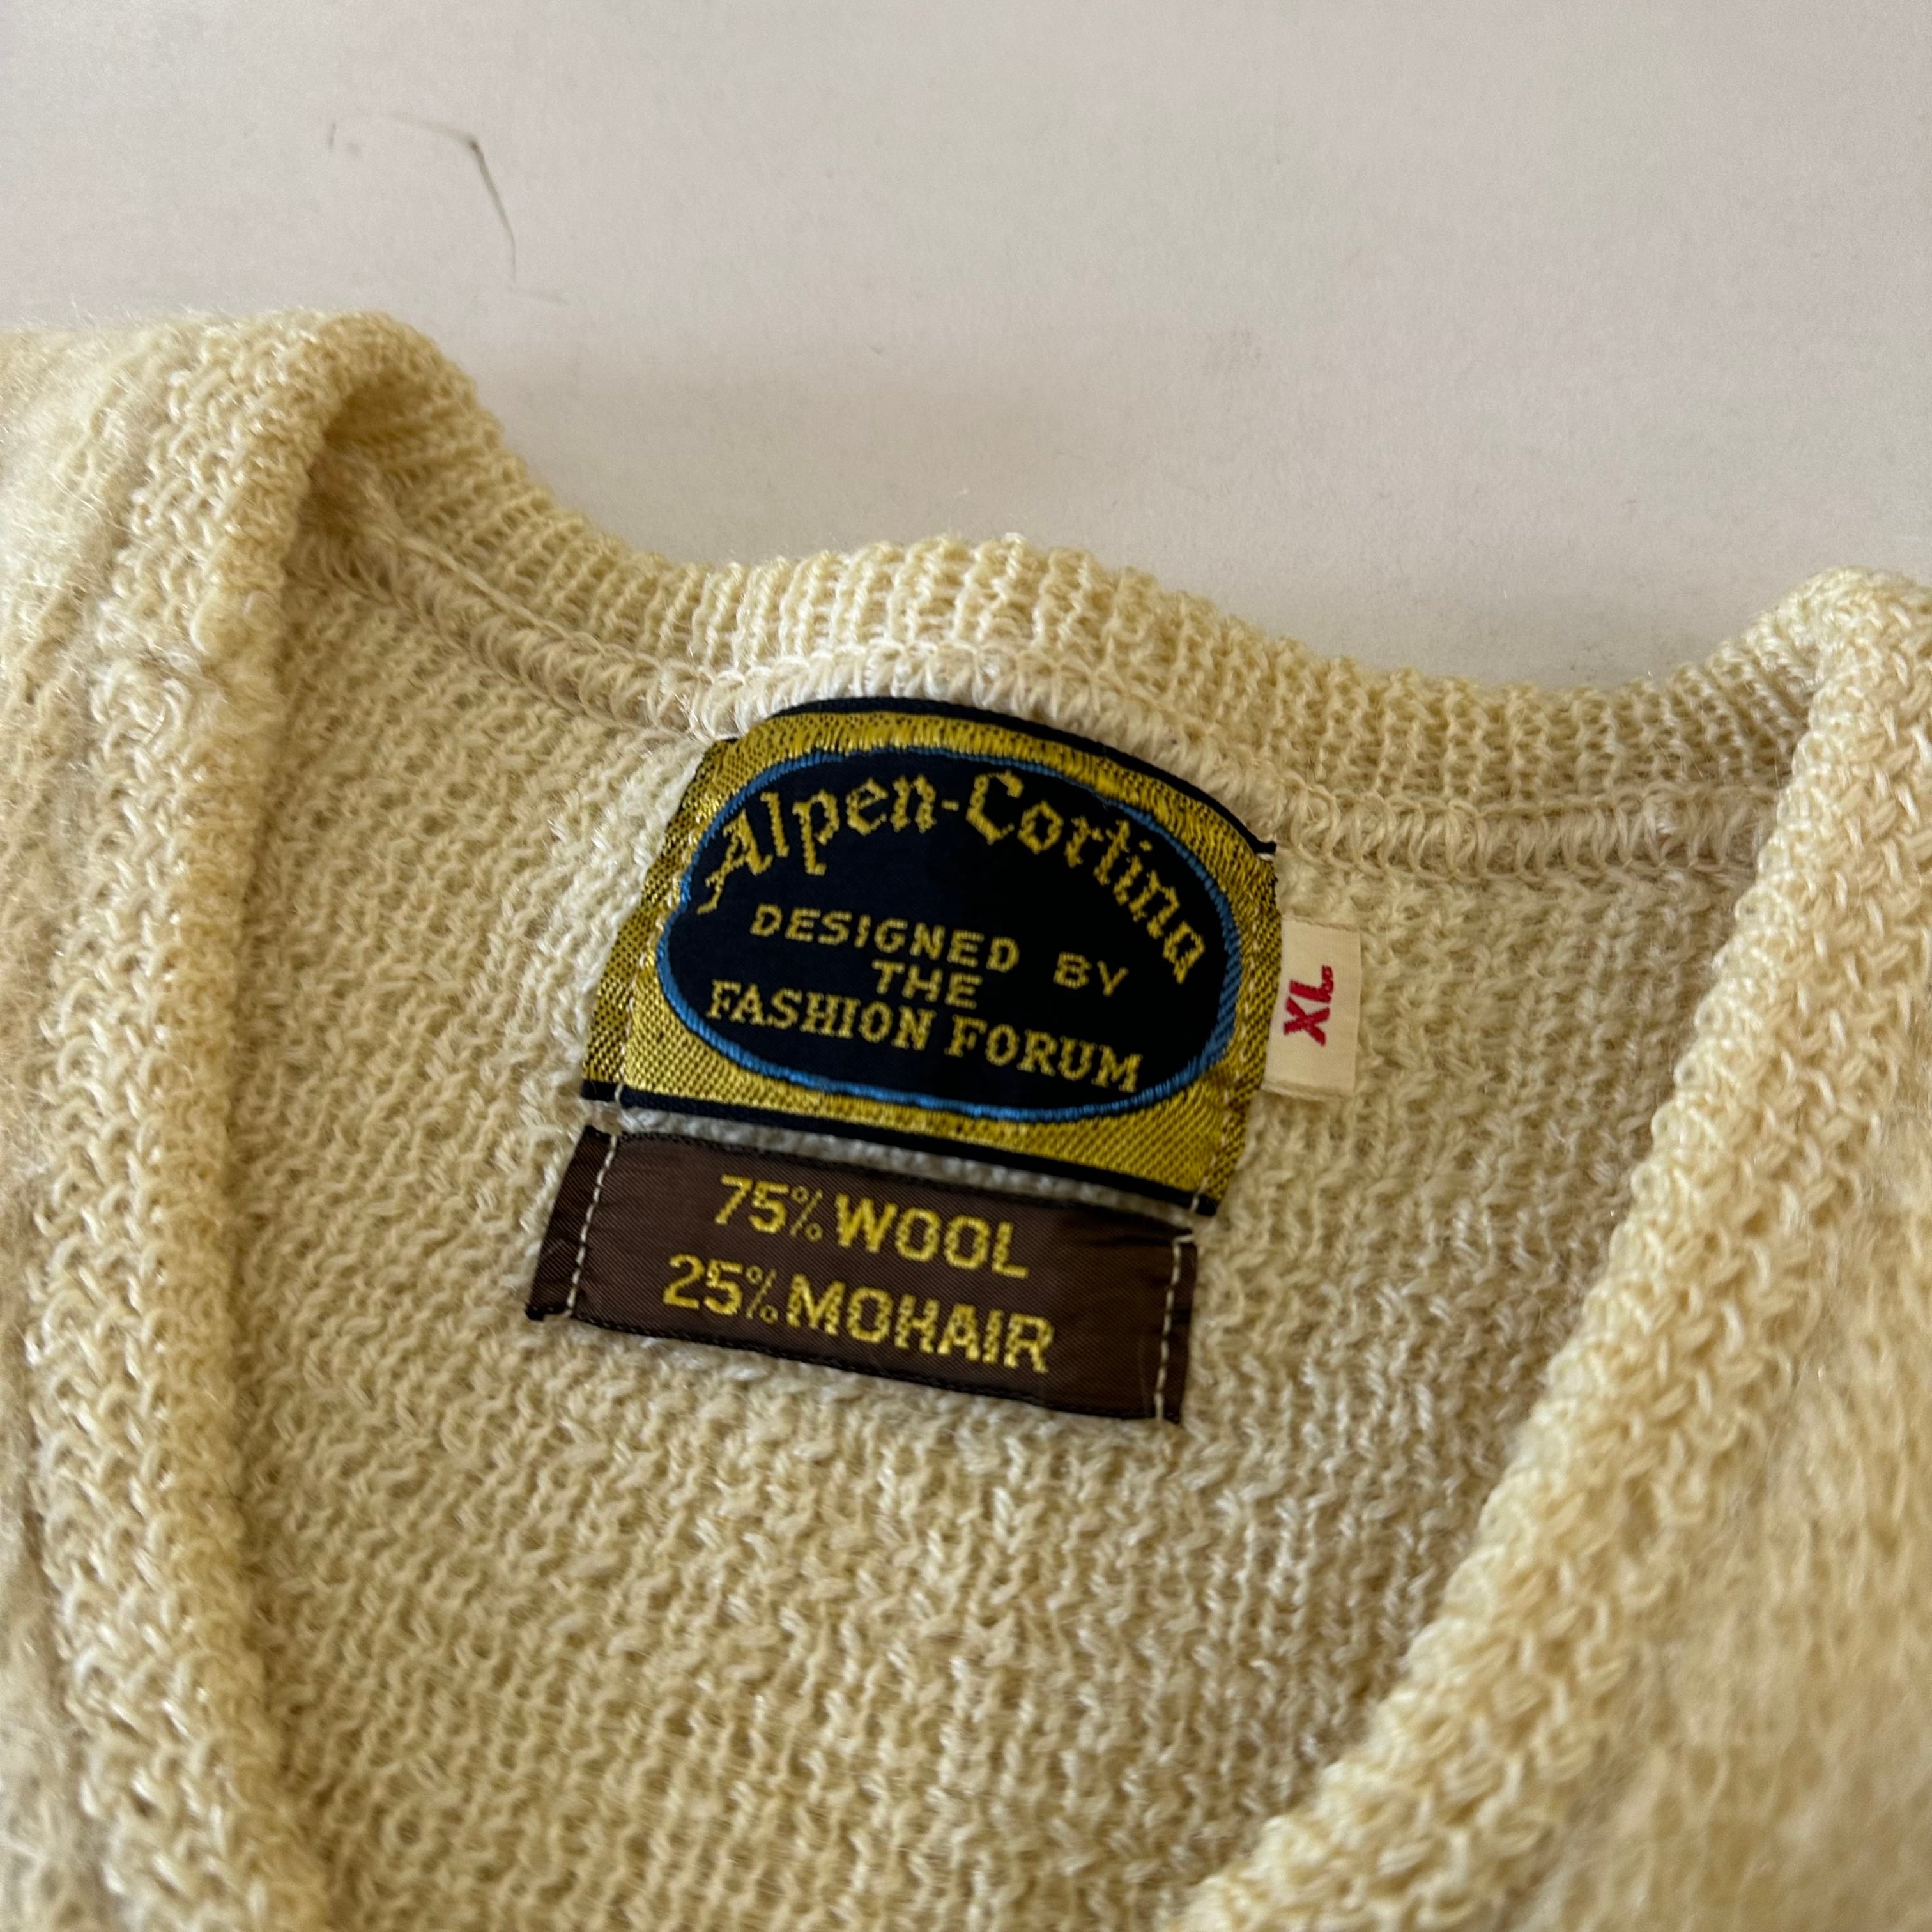 Alpen-Cortina
DESIGNED BY
THE
FASHION FORUM
XL
75% WOOL
25% MOHAIR